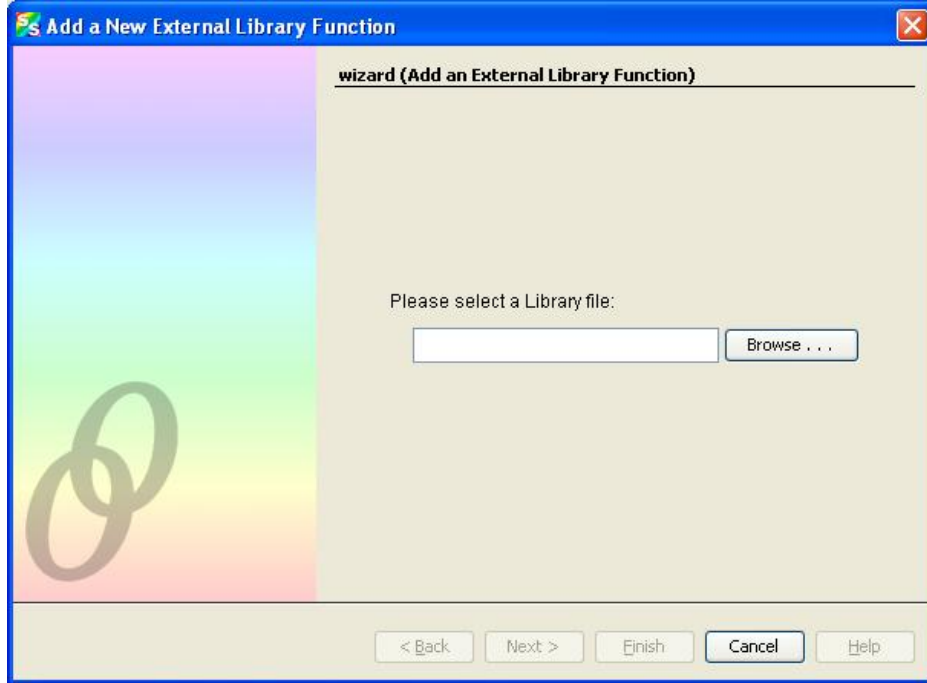 Add a New External Library Function
wizard (Add an External Library Function)
Please select a Library file:
Browse . . .
< Back Next > Finish Cancel Help